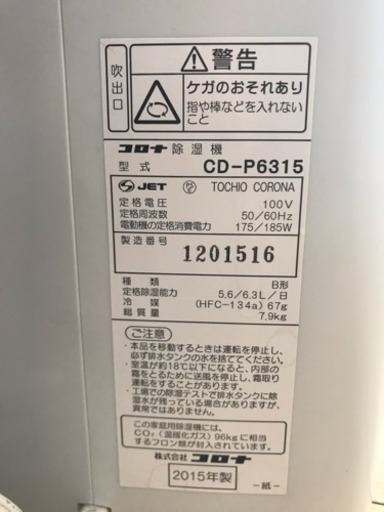 吹出口
警告
ケガのおそれあり
指や棒などを入れない
こと
コロナ 除湿機
型式 CD-P6315
JET TOCHIO CORONA
定格電圧 100V
定格周波数 50/60Hz
電動機の定格消費電力 175/185W
製造番号 1201516
種類 B形
定格除湿能力 5.6/6.3L/日
冷媒 (HFC-134a) 67g
総質量 7.9kg
ご注意
・本品を移動するときは運転を停止し、
必ず排水タンクの水を捨ててください。
・室温が約18℃以下になると、内部の
霜をとるために送風を停止し、霜取り
運転をすることがあります。
・工場での除湿テストで排水タンクに除
湿水が残っている場合がありますが、
異常ではありません。
この家庭用除湿機には、
CO₂(温暖化ガス)96kgに相当
するフロン類が封入されています。
株式会社 コロナ
2015年製
-紙-